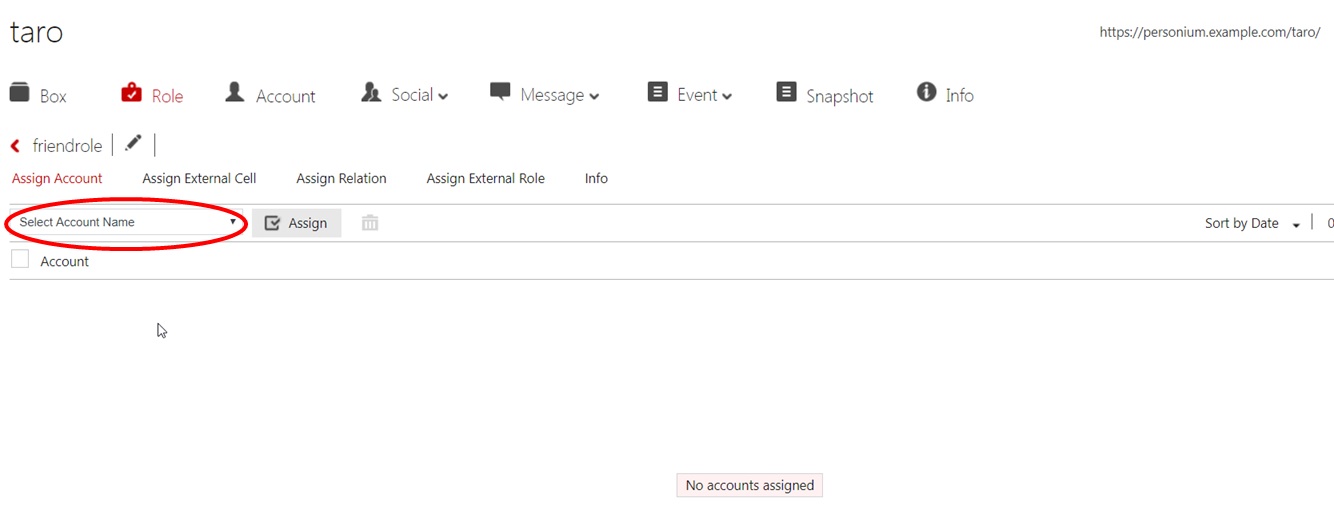 taro
https://personium.example.com/taro/
Box Role Account Social Message Event Snapshot Info
friendrole
Assign Account Assign External Cell Assign Relation Assign External Role Info
Select Account Name Assign Sort by Date 0
Account
No accounts assigned